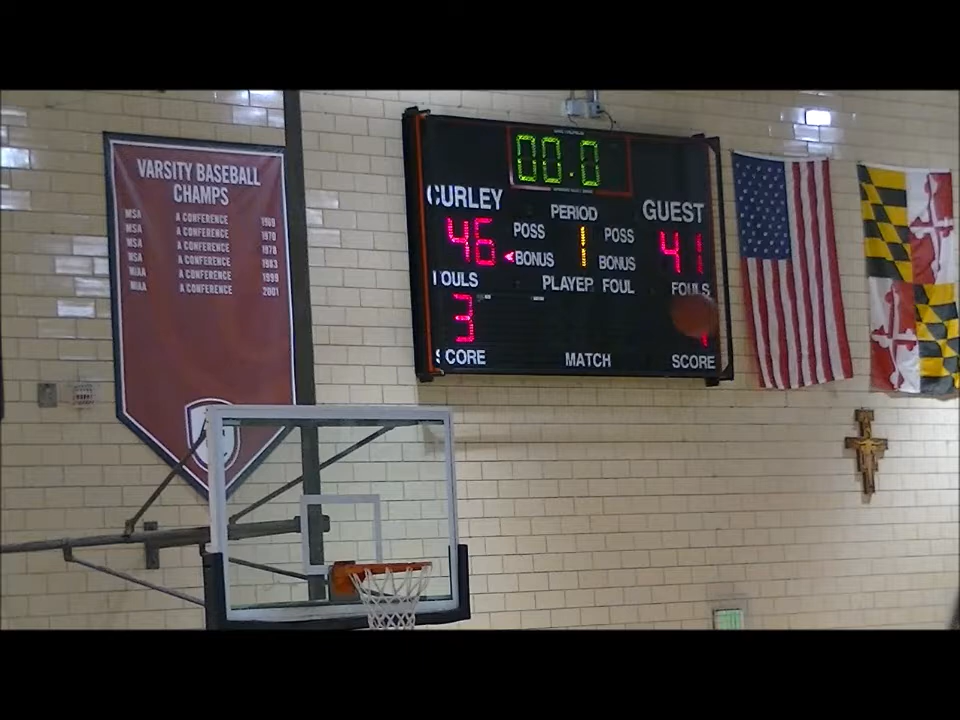 VARSITY BASEBALL
CHAMPS
MSA A CONFERENCE 1969
MSA A CONFERENCE 1970
MSA A CONFERENCE 1978
MSA A CONFERENCE 1983
MIAA A CONFERENCE 1999
MIAA A CONFERENCE 2001
00.0
CURLEY PERIOD GUEST
46 POSS 1 POSS 41
BONUS BONUS
FOULS PLAYER FOUL FOULS
3
SCORE MATCH SCORE